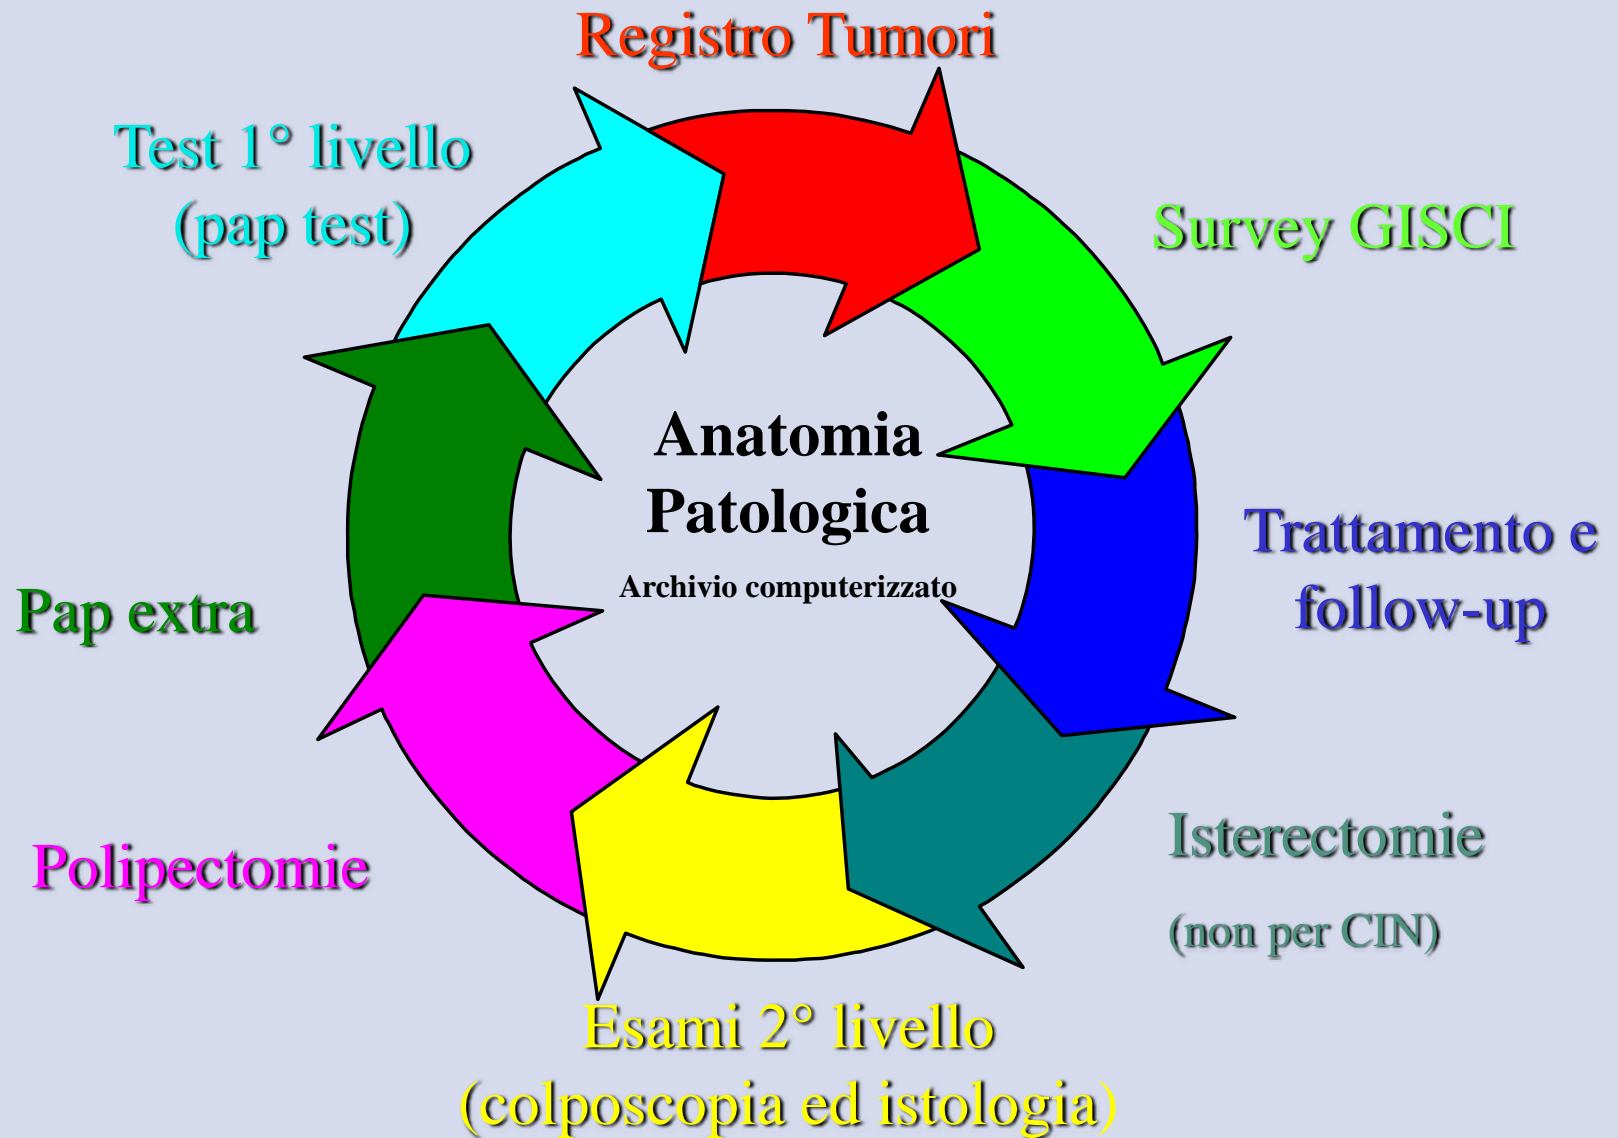 Registro Tumori
Test 1° livello
(pap test)
Survey GISCI
Anatomia
Patologica
Archivio computerizzato
Trattamento e
follow-up
Pap extra
Isterectomie
(non per CIN)
Polipectomie
Esami 2° livello
(colposcopia ed istologia)